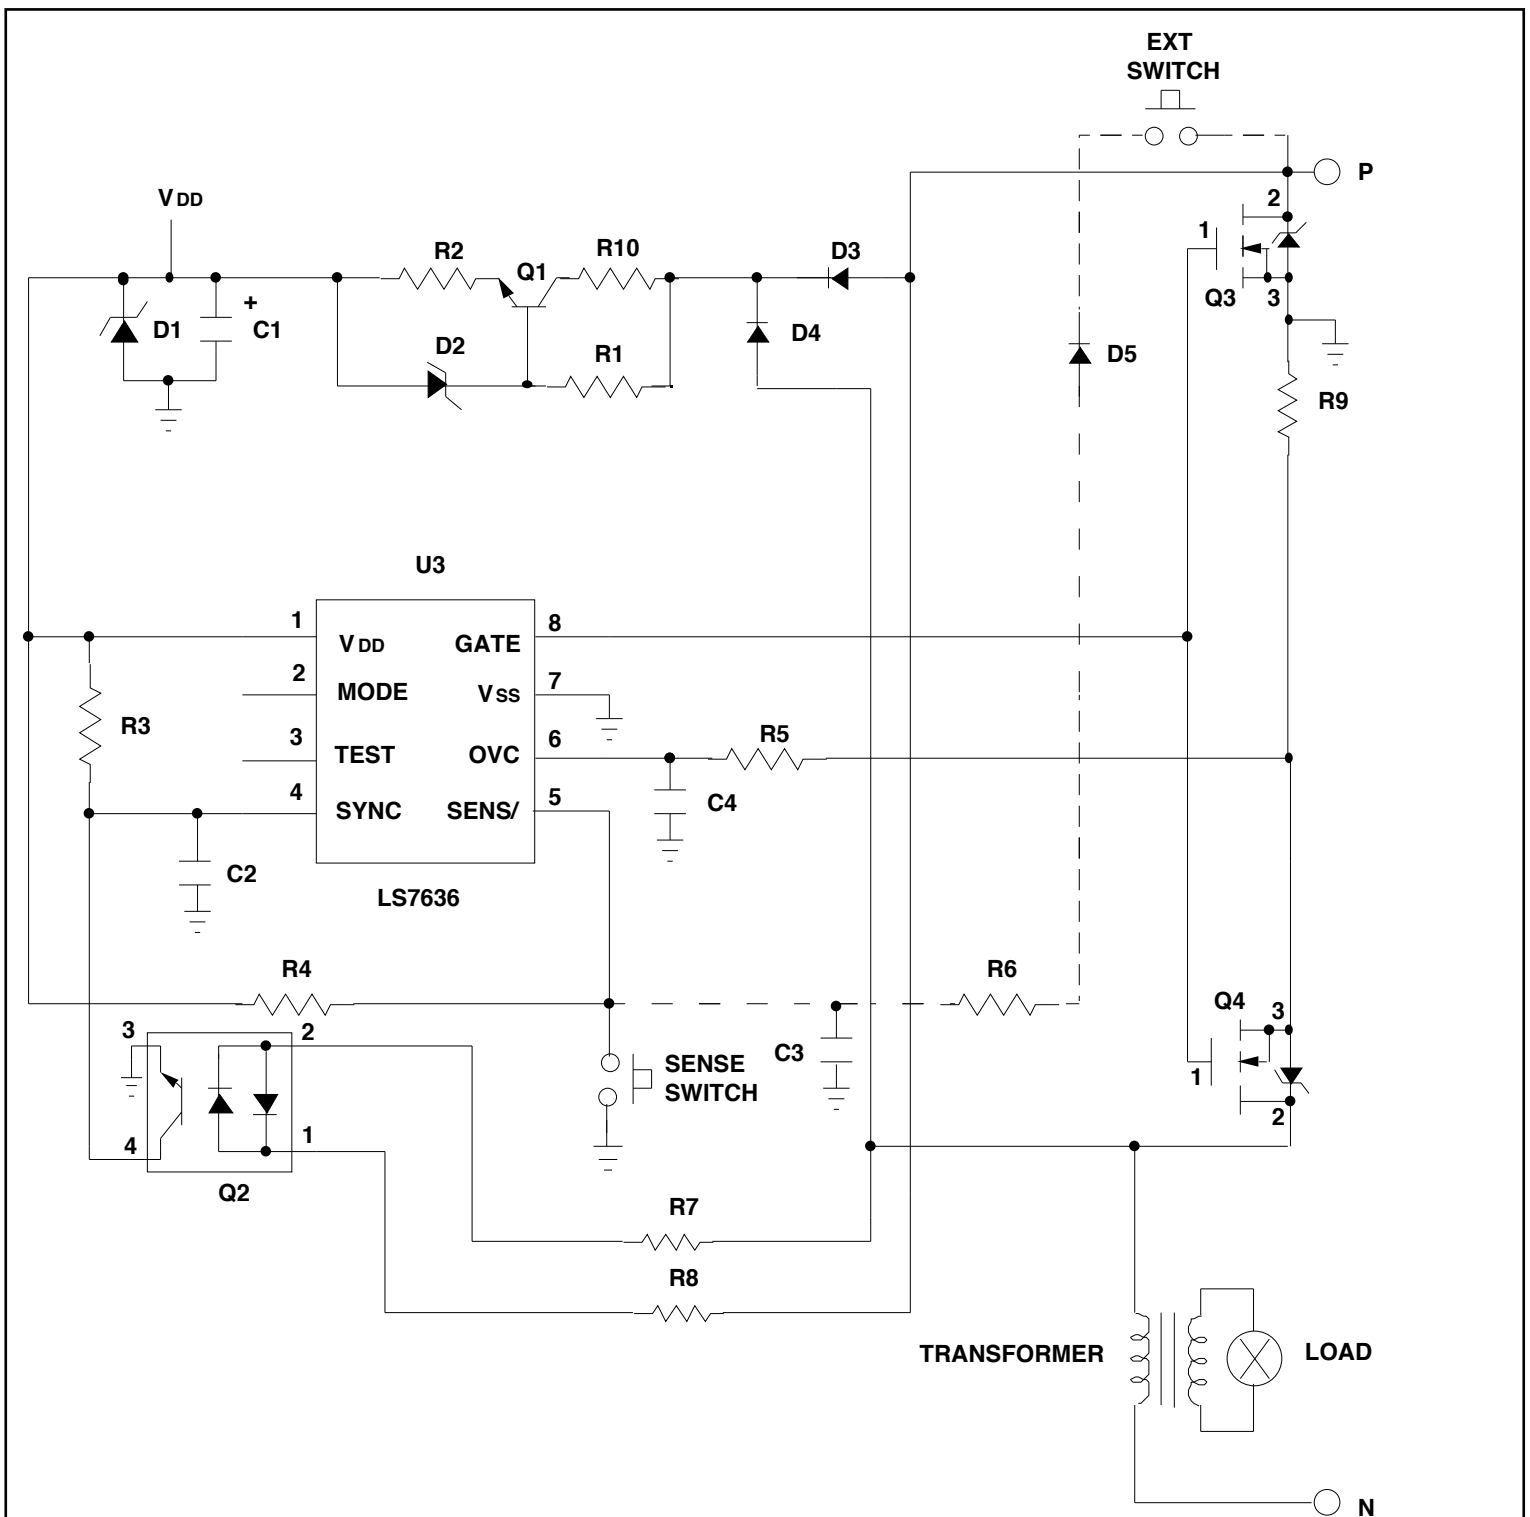 EXT
SWITCH
P
2
1
VDD
R2
R10
D3
Q1
Q3
3
+
D1
C1
D2
R1
D4
D5
R9
U3
1
8
VDD
GATE
2
7
MODE
VSS
R3
3
6
R5
TEST
OVC
4
5
SYNC
SENS/
C4
C2
LS7636
R4
R6
Q4
3
3
2
C3
SENSE
SWITCH
1
2
4
1
Q2
R7
R8
TRANSFORMER
LOAD
N